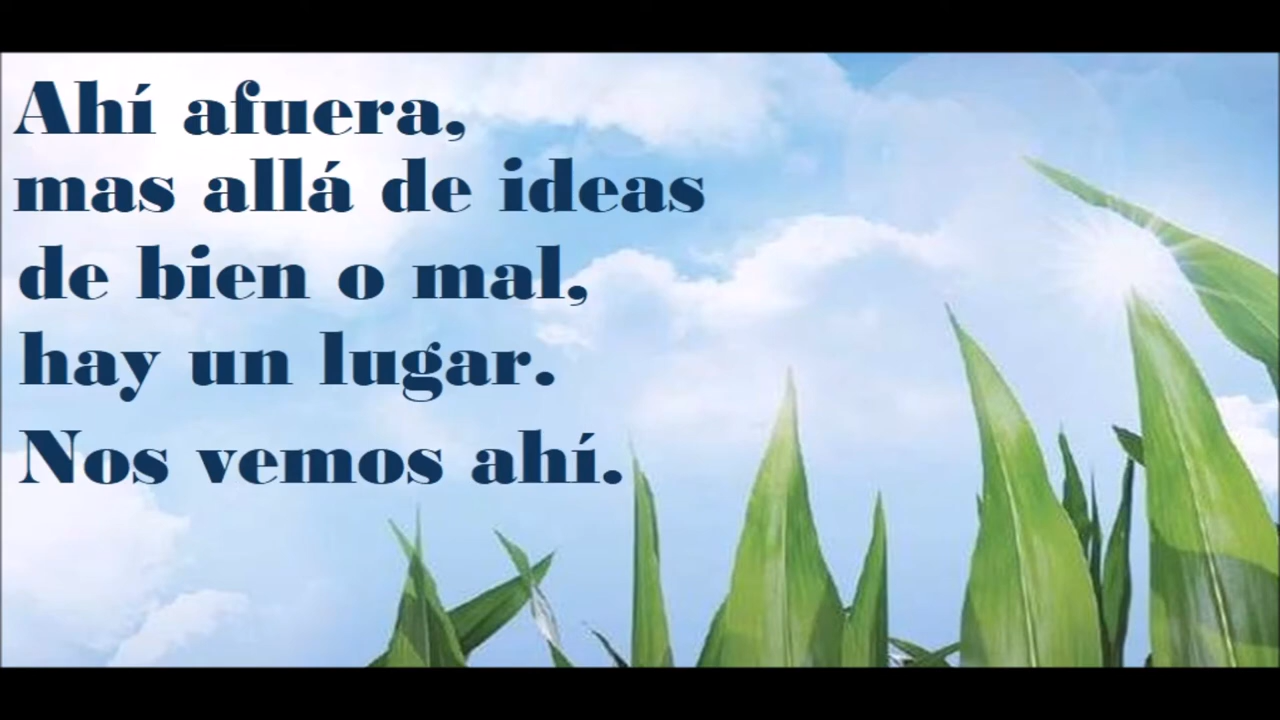 Ahí afuera,
mas allá de ideas
de bien o mal,
hay un lugar.
Nos vemos ahí.